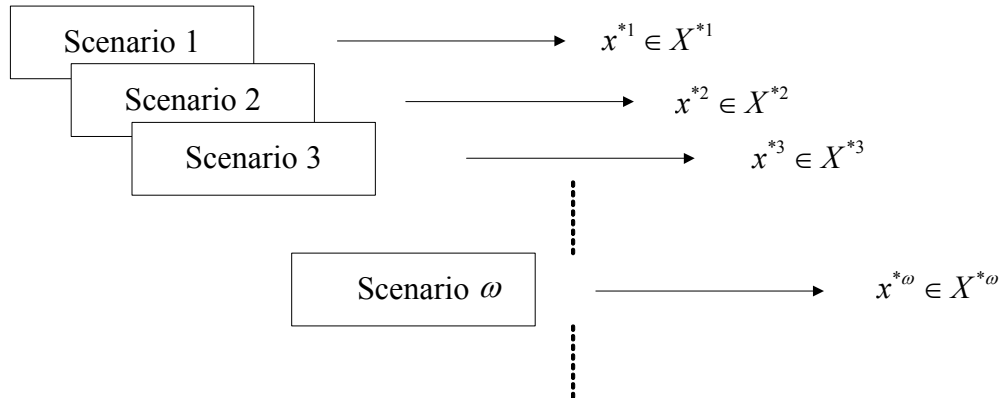 Scenario 1 x*1 ∈ X*1
Scenario 2 x*2 ∈ X*2
Scenario 3 x*3 ∈ X*3
Scenario ω x*ω ∈ X*ω